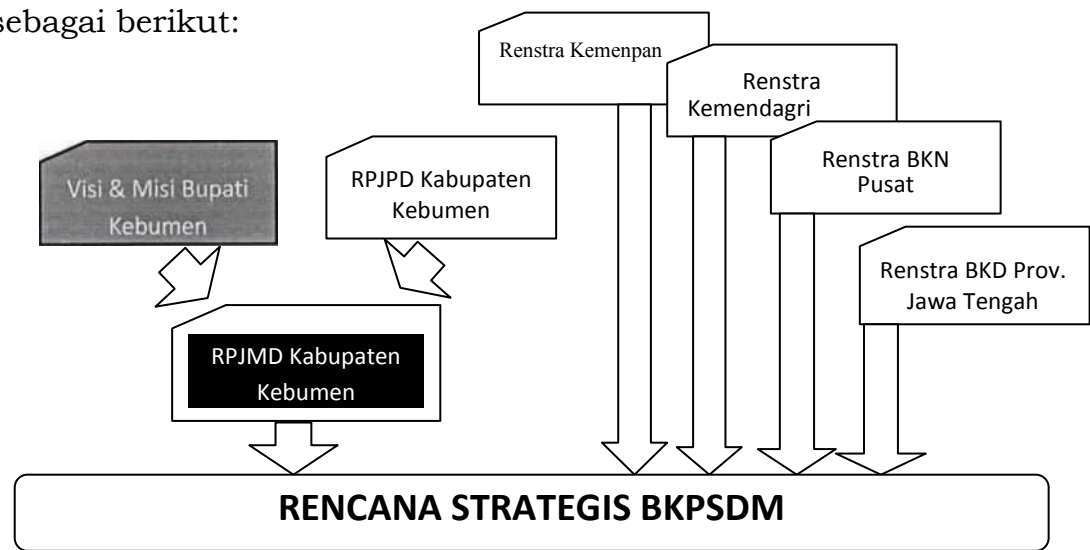 sebagai berikut:
Renstra Kemenpan
Renstra
Kemendagri
Renstra BKN
Pusat
Renstra BKD Prov.
Jawa Tengah
Visi & Misi Bupati
Kebumen
RPJPD Kabupaten
Kebumen
RPJMD Kabupaten
Kebumen
RENCANA STRATEGIS BKPSDM